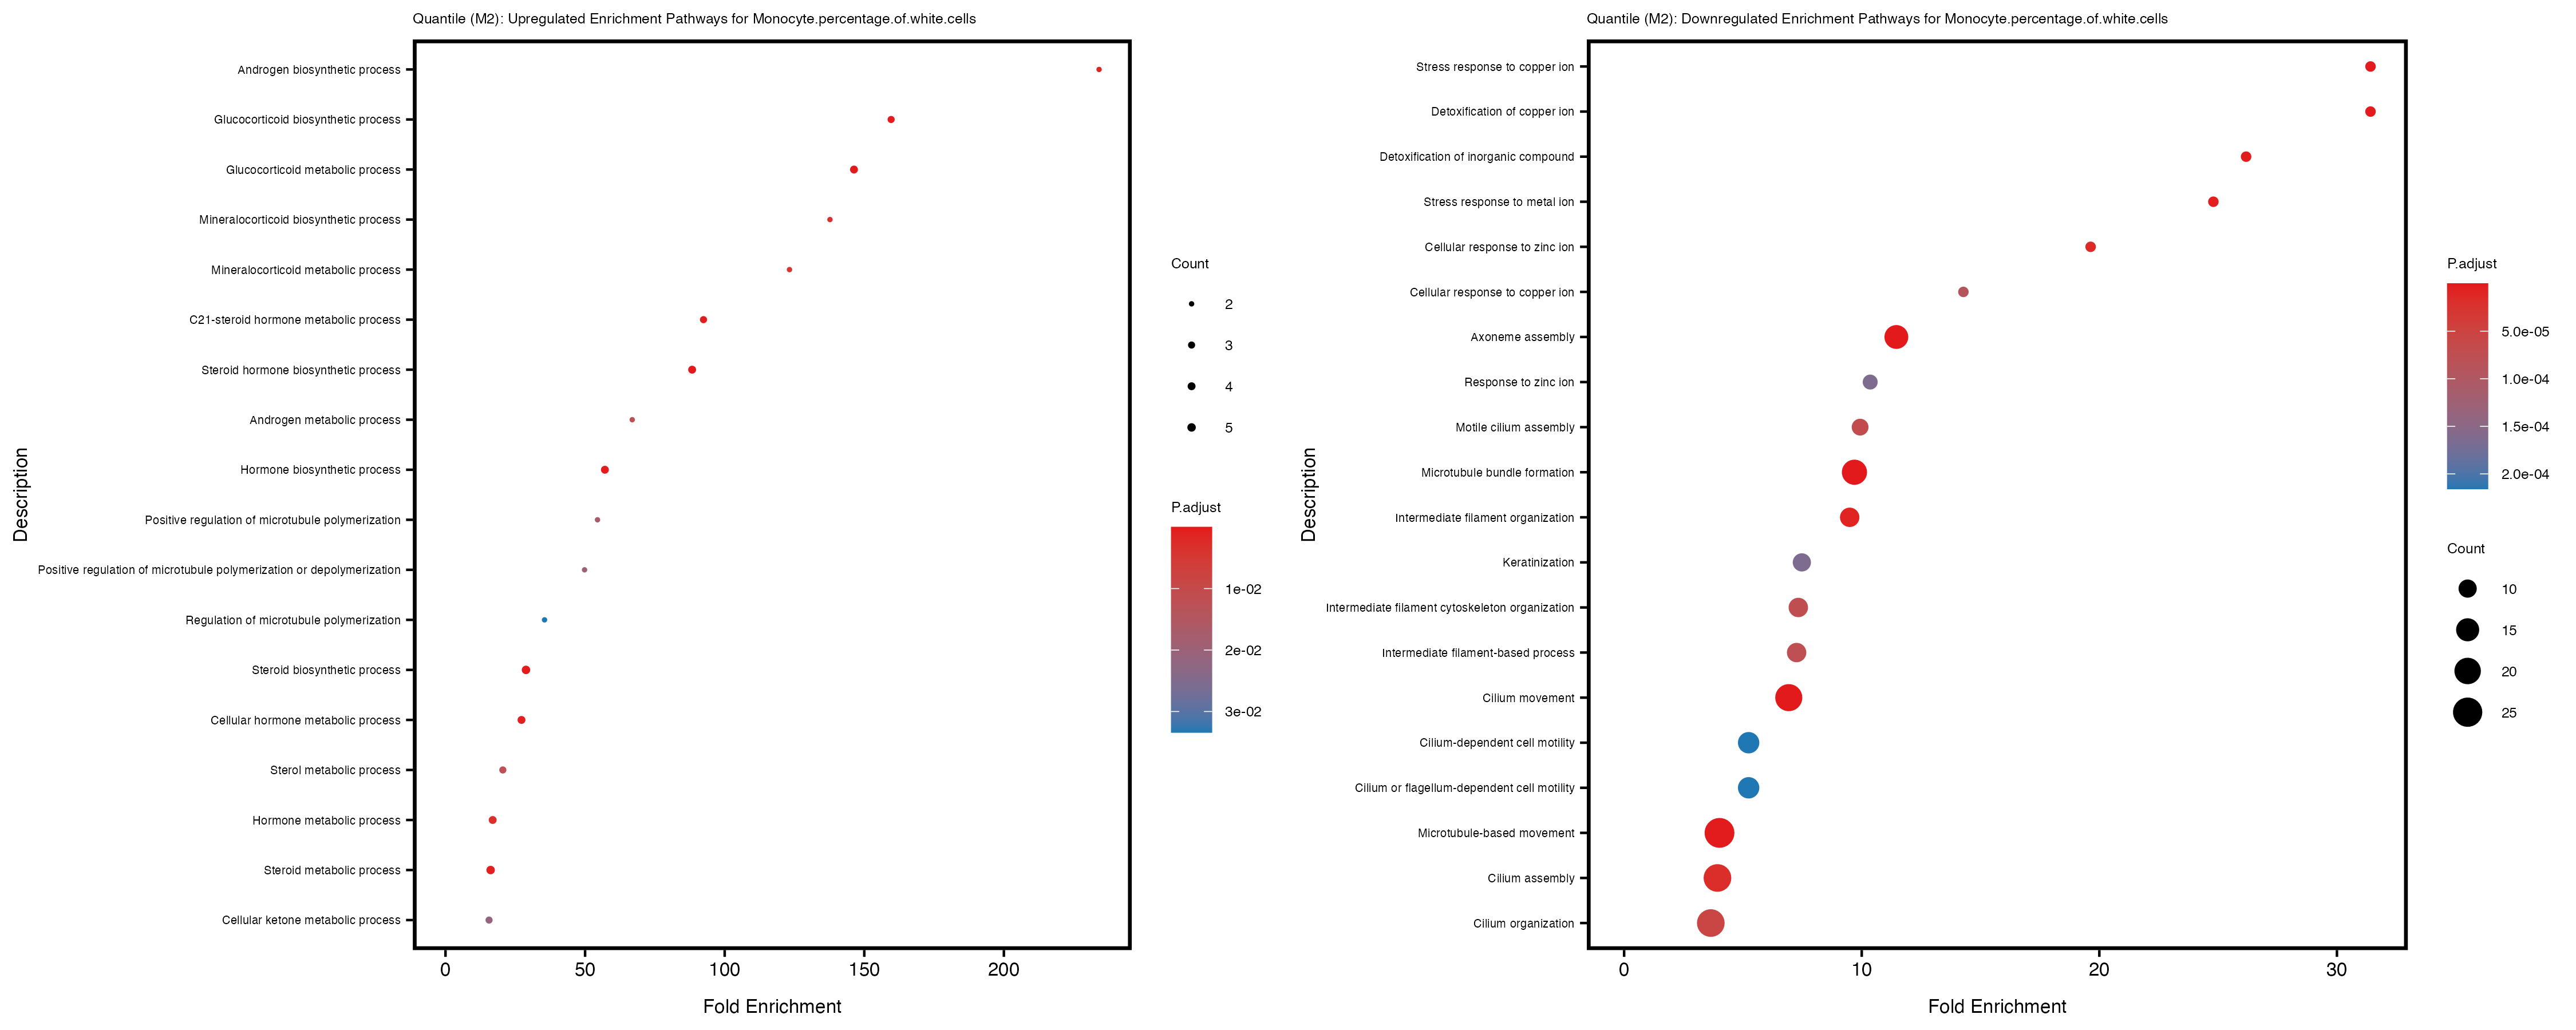 Quantile (M2): Upregulated Enrichment Pathways for Monocyte.percentage.of.white.cells
Description
Androgen biosynthetic process
Glucocorticoid biosynthetic process
Glucocorticoid metabolic process
Mineralocorticoid biosynthetic process
Mineralocorticoid metabolic process
C21-steroid hormone metabolic process
Steroid hormone biosynthetic process
Androgen metabolic process
Hormone biosynthetic process
Positive regulation of microtubule polymerization
Positive regulation of microtubule polymerization or depolymerization
Regulation of microtubule polymerization
Steroid biosynthetic process
Cellular hormone metabolic process
Sterol metabolic process
Hormone metabolic process
Steroid metabolic process
Cellular ketone metabolic process
0 50 100 150 200
Fold Enrichment
Count
2
3
4
5
P.adjust
1e-02
2e-02
3e-02
Quantile (M2): Downregulated Enrichment Pathways for Monocyte.percentage.of.white.cells
Description
Stress response to copper ion
Detoxification of copper ion
Detoxification of inorganic compound
Stress response to metal ion
Cellular response to zinc ion
Cellular response to copper ion
Axoneme assembly
Response to zinc ion
Motile cilium assembly
Microtubule bundle formation
Intermediate filament organization
Keratinization
Intermediate filament cytoskeleton organization
Intermediate filament-based process
Cilium movement
Cilium-dependent cell motility
Cilium or flagellum-dependent cell motility
Microtubule-based movement
Cilium assembly
Cilium organization
0 10 20 30
Fold Enrichment
P.adjust
5.0e-05
1.0e-04
1.5e-04
2.0e-04
Count
10
15
20
25